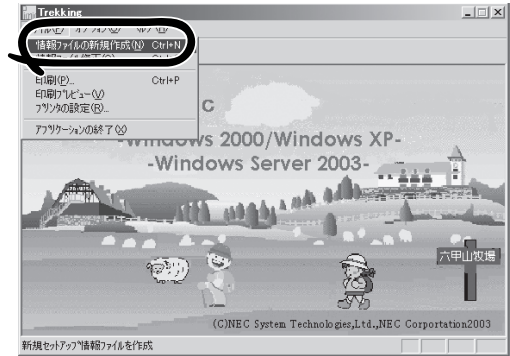 Trekking
情報ファイルの新規作成(N) Ctrl+N
印刷(P)... Ctrl+P
印刷プレビュー(V)
プリンタの設定(R)...
アプリケーションの終了(X)
C
-Windows 2000/Windows XP-
-Windows Server 2003-
六甲山牧場
(C)NEC System Technologies,Ltd.,NEC Corportation2003
新規セットアップ情報ファイルを作成